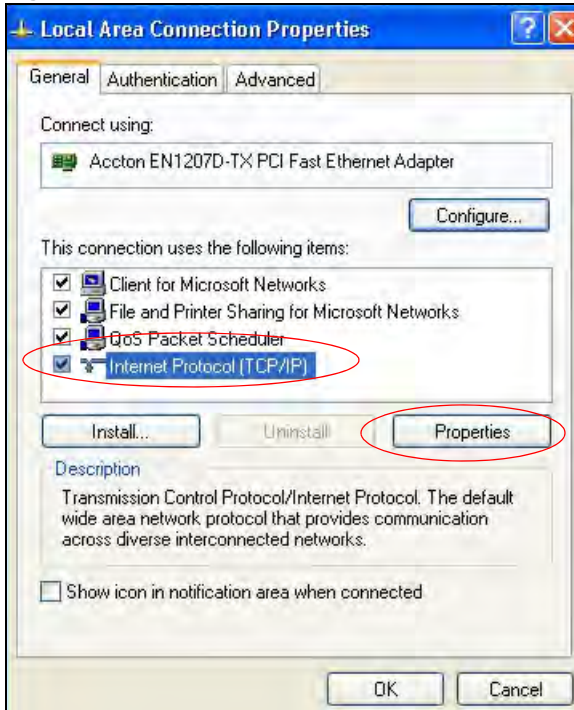 Local Area Connection Properties
General Authentication Advanced
Connect using:
Accton EN1207D-TX PCI Fast Ethernet Adapter
Configure...
This connection uses the following items:
Client for Microsoft Networks
File and Printer Sharing for Microsoft Networks
QoS Packet Scheduler
Internet Protocol (TCP/IP)
Install... Uninstall Properties
Description
Transmission Control Protocol/Internet Protocol. The default
wide area network protocol that provides communication
across diverse interconnected networks.
Show icon in notification area when connected
OK Cancel